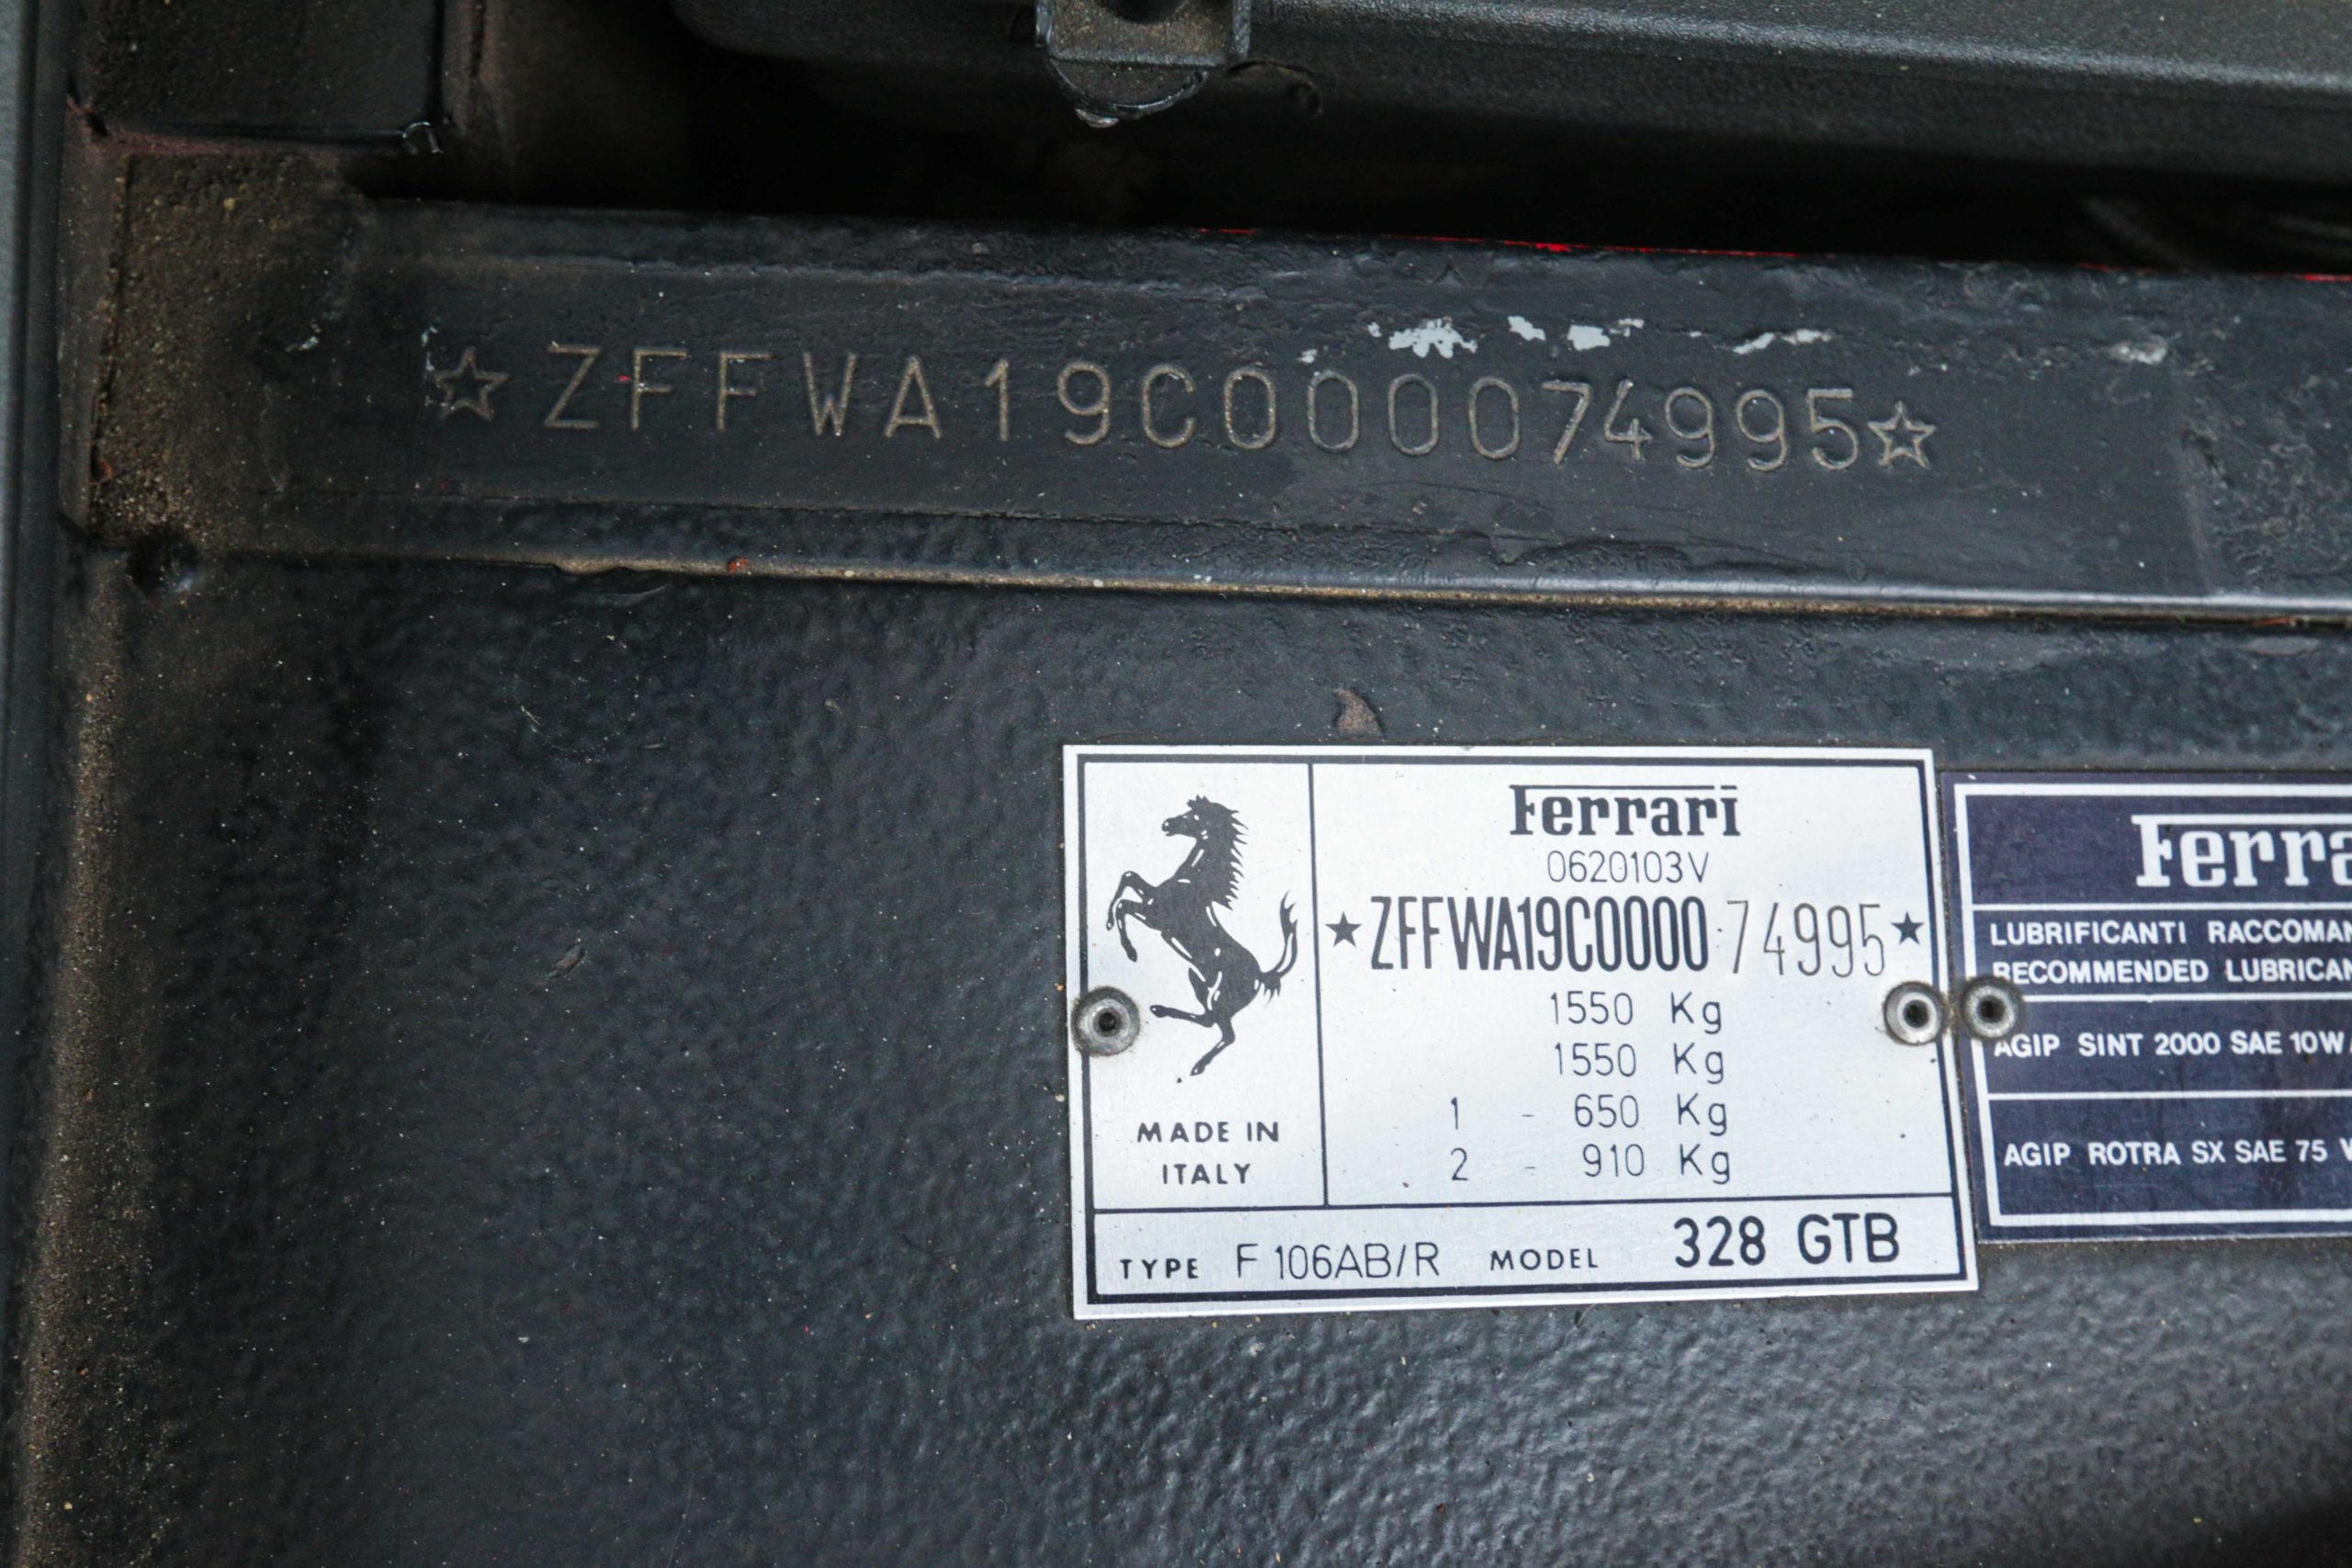 ☆ZFFWA19C000074995☆
Ferrari
0620103V
★ZFFWA19C0000 74995★
1550 Kg
1550 Kg
1 - 650 Kg
2 - 910 Kg
MADE IN
ITALY
TYPE F 106AB/R MODEL 328 GTB
Ferra
LUBRIFICANTI RACCOMAN
RECOMMENDED LUBRICAN
AGIP SINT 2000 SAE 10W
AGIP ROTRA SX SAE 75